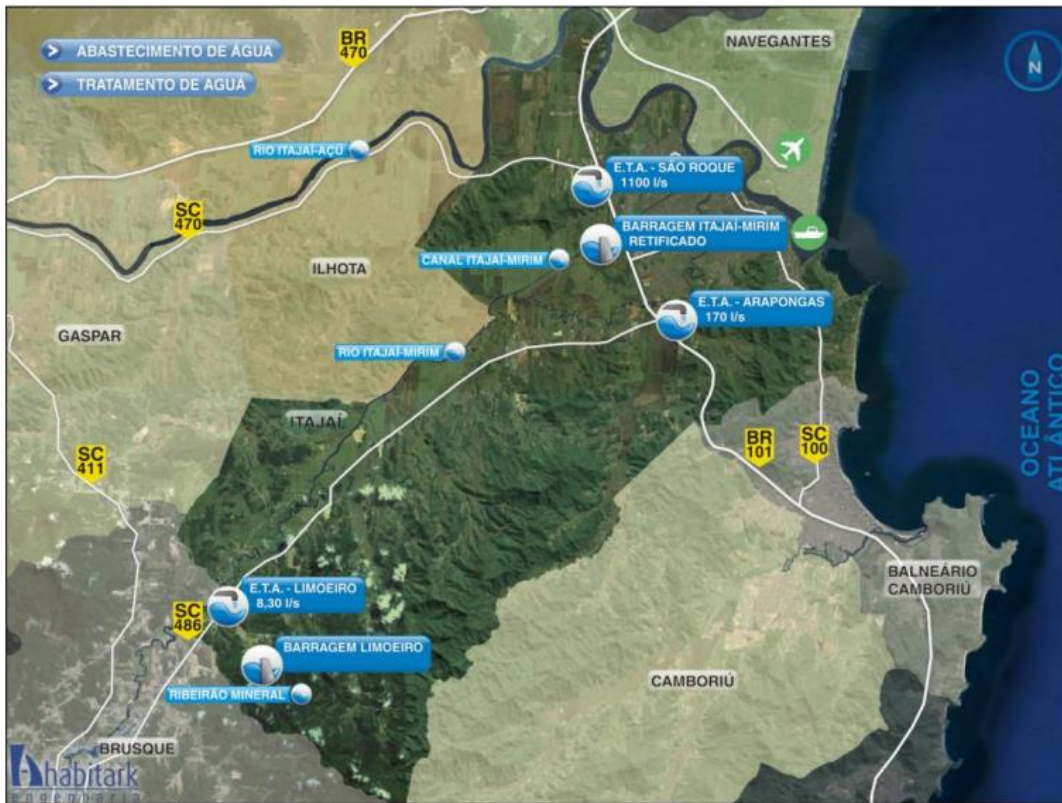 ABASTECIMENTO DE ÁGUA
TRATAMENTO DE AGUÁ
BR
470
NAVEGANTES
N
RIO ITAJAÍ-AÇÚ
E.T.A. - SÃO ROQUE
1100 l/s
SC
470
BARRAGEM ITAJAÍ-MIRIM
RETIFICADO
CANAL ITAJAÍ-MIRIM
ILHOTA
E.T.A. - ARAPONGAS
170 l/s
GASPAR
RIO ITAJAÍ-MIRIM
OCEANO
ATLÂNTICO
ITAJAÍ
SC
411
BR
101
SC
100
BALNEÁRIO
CAMBORIÚ
E.T.A. - LIMOEIRO
8,30 l/s
SC
486
BARRAGEM LIMOEIRO
RIBEIRÃO MINERAL
CAMBORIÚ
BRUSQUE
habitark
engenharia